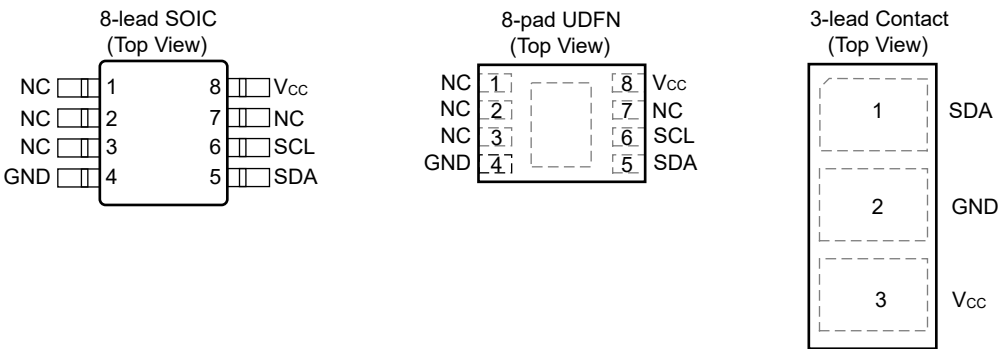 8-lead SOIC
(Top View)
NC 1 8 Vcc
NC 2 7 NC
NC 3 6 SCL
GND 4 5 SDA
8-pad UDFN
(Top View)
NC 1 8 Vcc
NC 2 7 NC
NC 3 6 SCL
GND 4 5 SDA
3-lead Contact
(Top View)
1 SDA
2 GND
3 Vcc